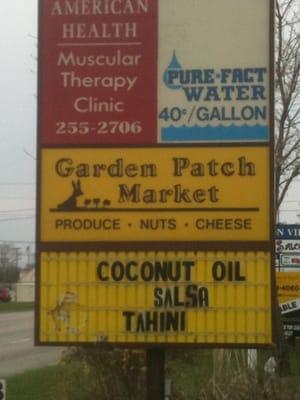 AMERICAN
HEALTH
Muscular
Therapy
Clinic
255-2706
PURE•FACT
WATER
40¢/GALLON
Garden Patch
Market
PRODUCE • NUTS • CHEESE
COCONUT OIL
SALSA
TAHINI